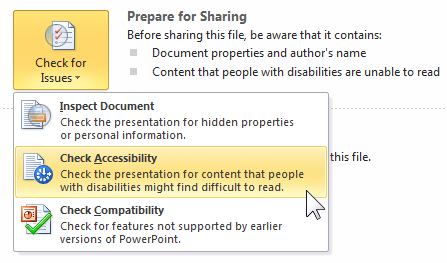 Prepare for Sharing
Before sharing this file, be aware that it contains:
Document properties and author's name
Content that people with disabilities are unable to read
Check for
Issues
Inspect Document
Check the presentation for hidden properties
or personal information.
Check Accessibility
Check the presentation for content that people
with disabilities might find difficult to read.
this file.
Check Compatibility
Check for features not supported by earlier
versions of PowerPoint.